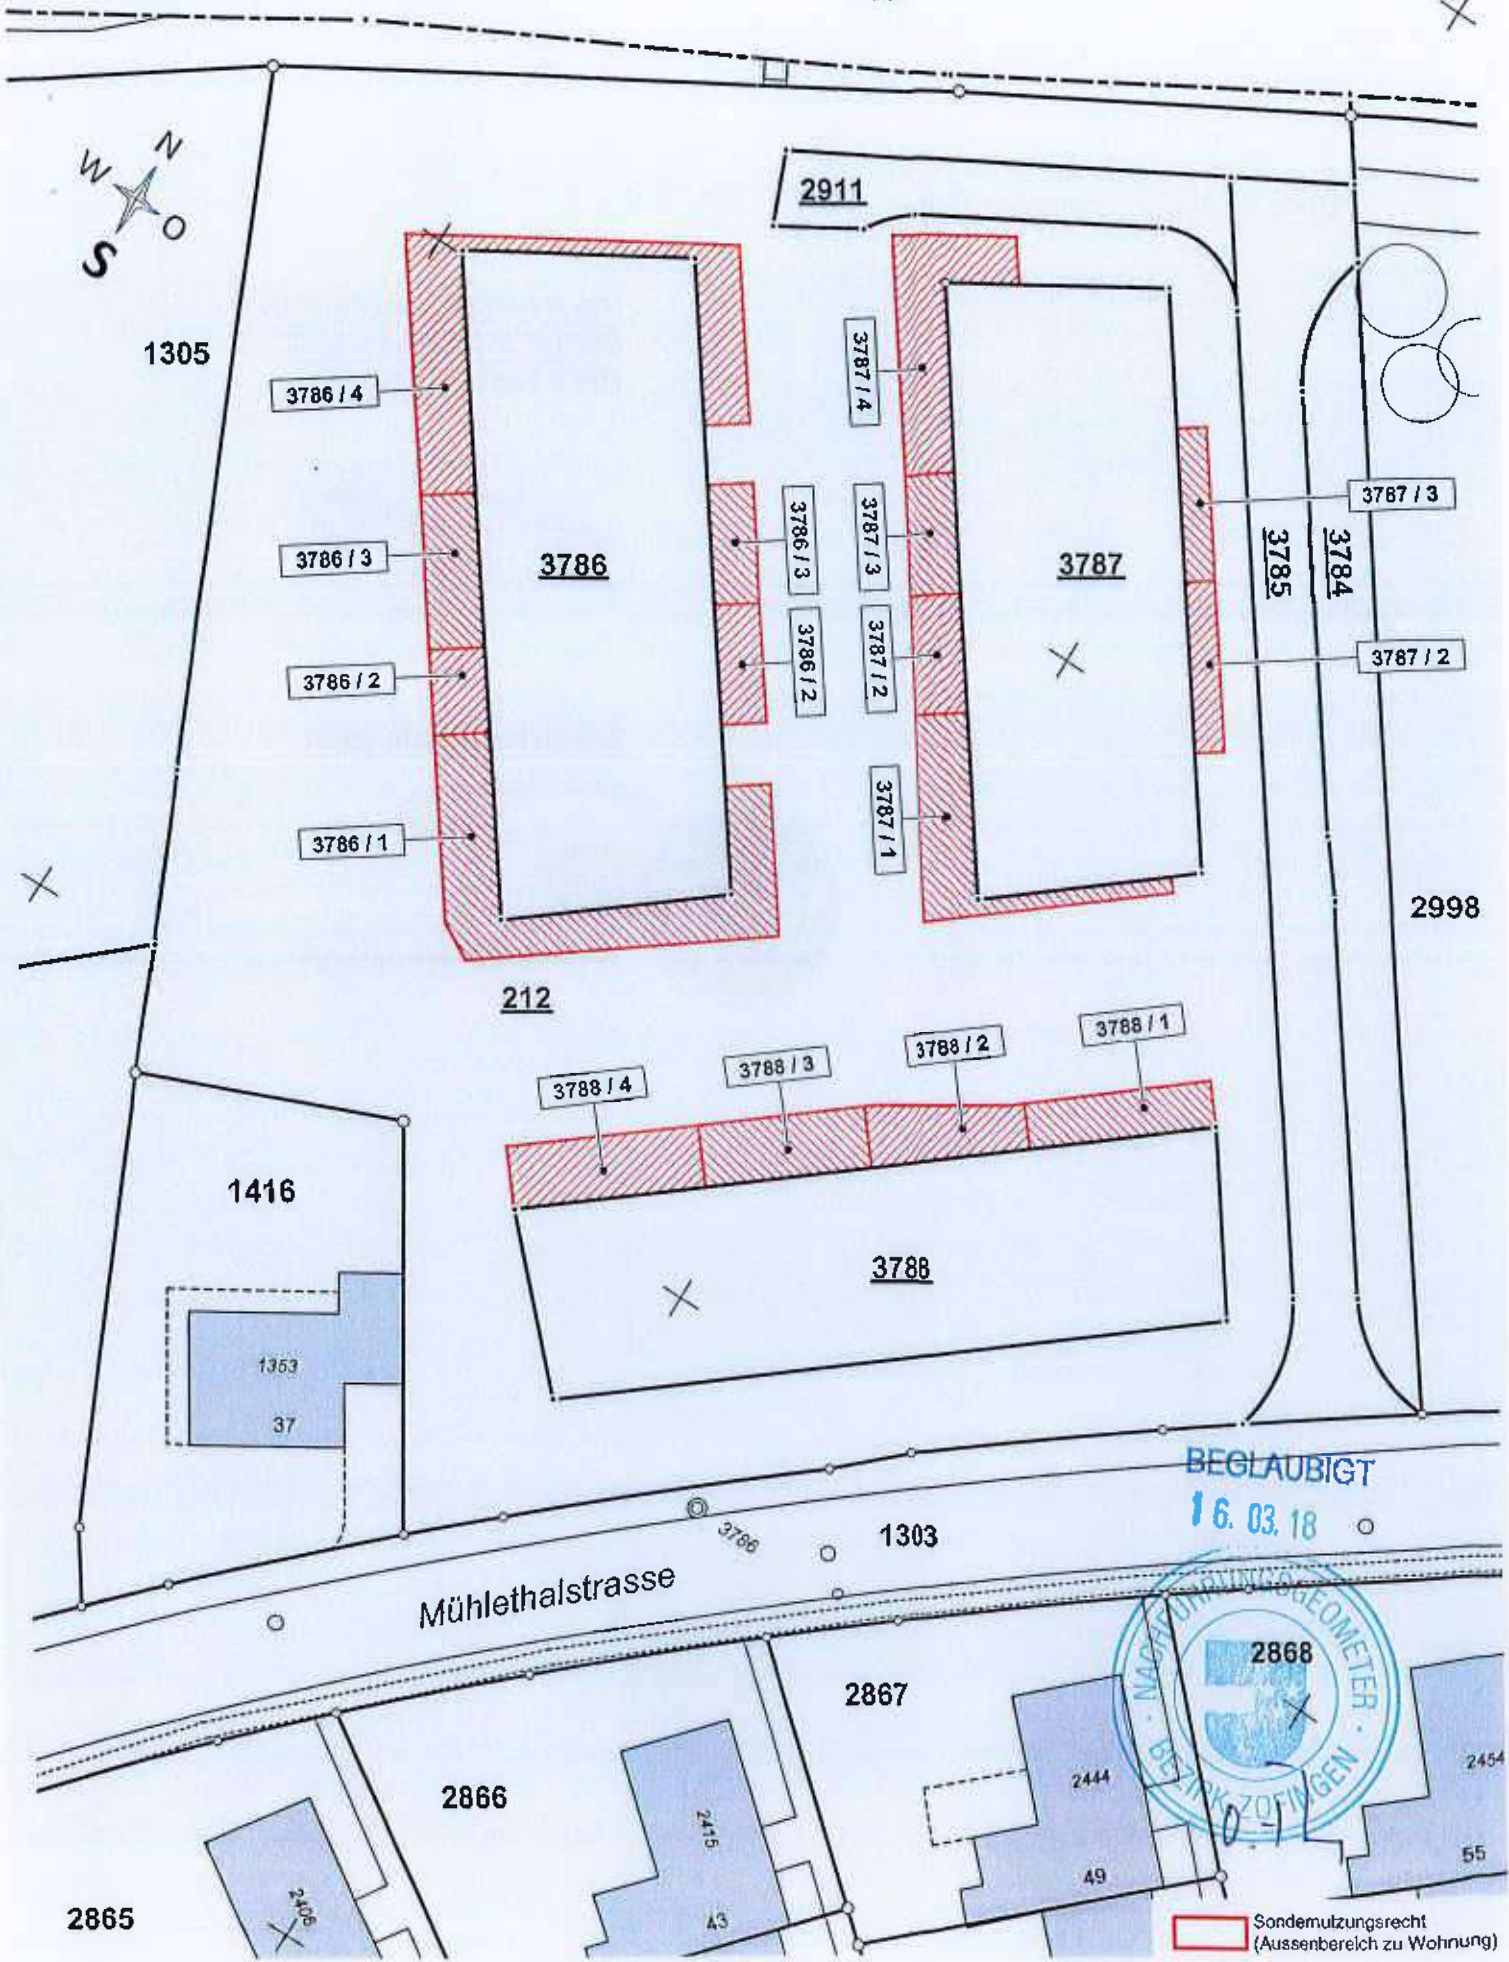 N
W
O
S
2911
1305
3786 / 4
3787 / 4
3787 / 3
3786 / 3
3786 / 3
3787 / 3
3786
3787
3785
3784
3786 / 2
3786 / 2
3787 / 2
3787 / 2
3786 / 1
3787 / 1
2998
212
3788 / 4
3788 / 3
3788 / 2
3788 / 1
1416
3788
1353
37
BEGLAUBIGT
16. 03. 18
3786
1303
Mühlethalstrasse
NACHFÜHRUNGSGEOMETER
BEZIRK ZOFINGEN
2868
2867
2866
2865
2444
2454
2415
2406
49
55
43
Sondernutzungsrecht
(Aussenbereich zu Wohnung)